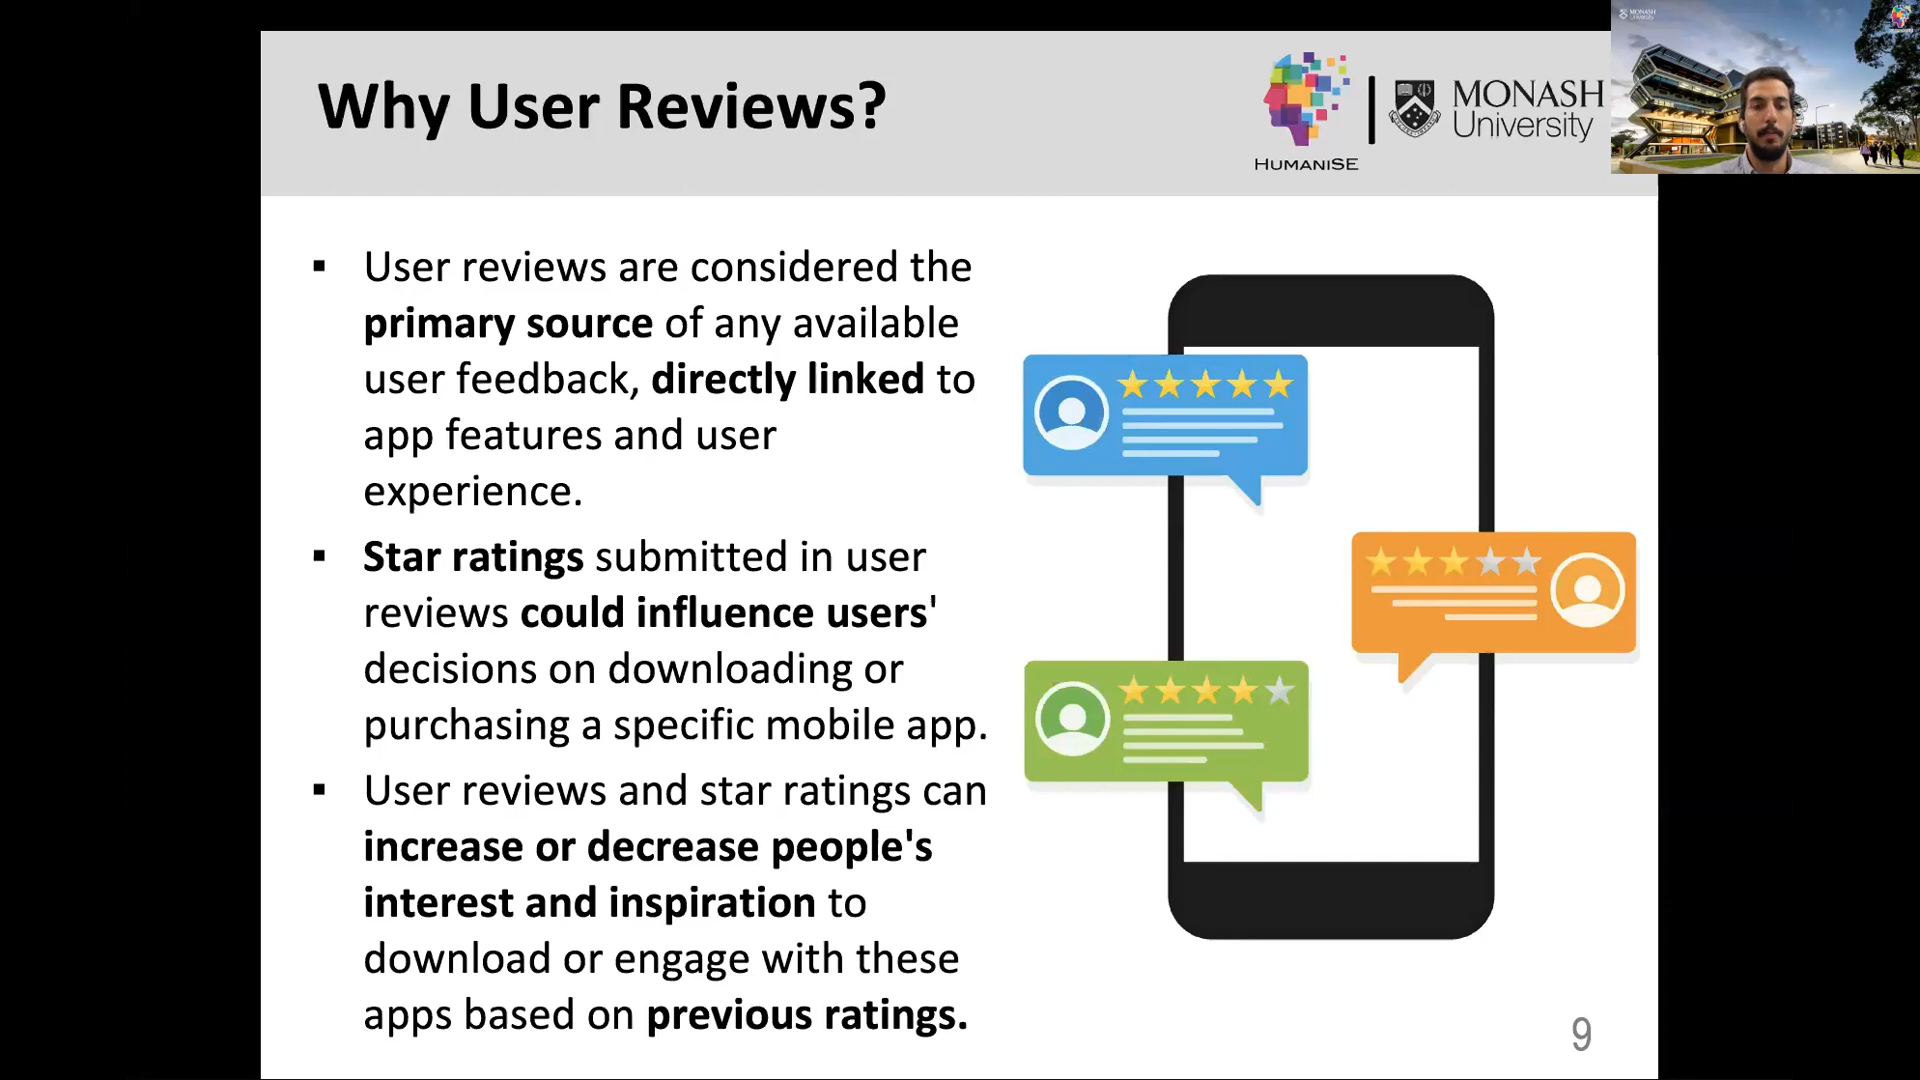 Why User Reviews?
HUMANISE
MONASH
University
MONASH
University
▪ User reviews are considered the
primary source of any available
user feedback, directly linked to
app features and user
experience.
▪ Star ratings submitted in user
reviews could influence users'
decisions on downloading or
purchasing a specific mobile app.
▪ User reviews and star ratings can
increase or decrease people's
interest and inspiration to
download or engage with these
apps based on previous ratings.
9